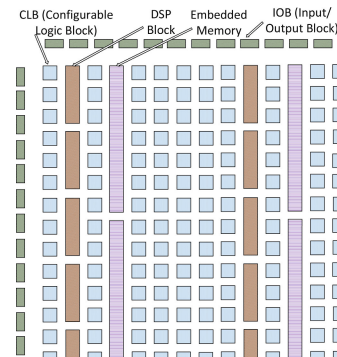 CLB (Configurable
Logic Block)
DSP
Block
Embedded
Memory
IOB (Input/
Output Block)